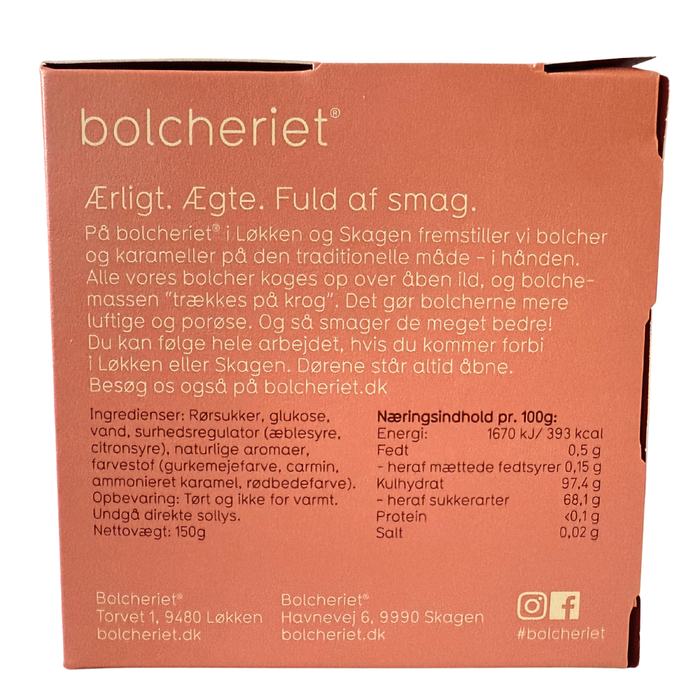 bolcheriet®
Ærligt. Ægte. Fuld af smag.
På bolcheriet® i Løkken og Skagen fremstiller vi bolcher
og karameller på den traditionelle måde - i hånden.
Alle vores bolcher koges op over åben ild, og bolche-
massen "trækkes på krog". Det gør bolcherne mere
luftige og porøse. Og så smager de meget bedre!
Du kan følge hele arbejdet, hvis du kommer forbi
i Løkken eller Skagen. Dørene står altid åbne.
Besøg os også på bolcheriet.dk
Ingredienser: Rørsukker, glukose,
vand, surhedsregulator (æblesyre,
citronsyre), naturlige aromaer,
farvestof (gurkemejefarve, carmin,
ammonieret karamel, rødbedefarve).
Opbevaring: Tørt og ikke for varmt.
Undgå direkte sollys.
Nettovægt: 150g
Næringsindhold pr. 100g:
Energi: 1670 kJ/ 393 kcal
Fedt 0,5 g
- heraf mættede fedtsyrer 0,15 g
Kulhydrat 97,4 g
- heraf sukkerarter 68,1 g
Protein <0,1 g
Salt 0,02 g
Bolcheriet®
Torvet 1, 9480 Løkken
bolcheriet.dk
Bolcheriet®
Havnevej 6, 9990 Skagen
bolcheriet.dk
#bolcheriet